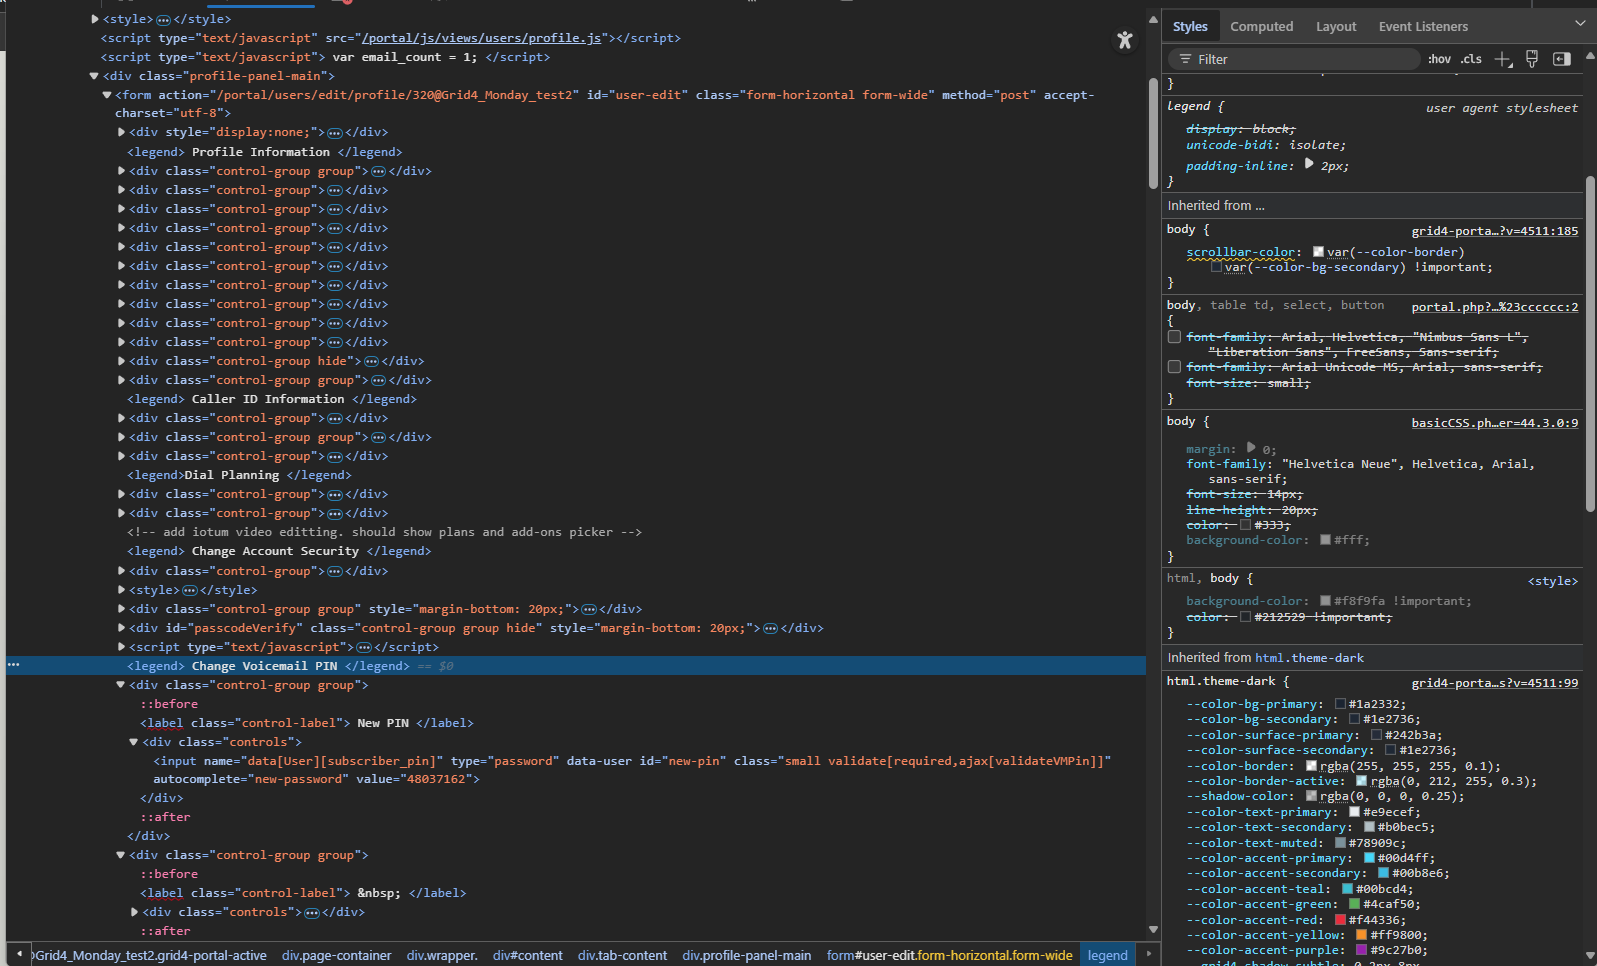 <style>…</style>
<script type="text/javascript" src="/portal/js/views/users/profile.js"></script>
<script type="text/javascript"> var email_count = 1; </script>
<div class="profile-panel-main">
<form action="/portal/users/edit/profile/320@Grid4_Monday_test2" id="user-edit" class="form-horizontal form-wide" method="post" accept-
charset="utf-8">
<div style="display:none;">…</div>
<legend> Profile Information </legend>
<div class="control-group group">…</div>
<div class="control-group">…</div>
<div class="control-group">…</div>
<div class="control-group">…</div>
<div class="control-group">…</div>
<div class="control-group">…</div>
<div class="control-group">…</div>
<div class="control-group">…</div>
<div class="control-group">…</div>
<div class="control-group">…</div>
<div class="control-group hide">…</div>
<div class="control-group group">…</div>
<legend> Caller ID Information </legend>
<div class="control-group">…</div>
<div class="control-group group">…</div>
<div class="control-group">…</div>
<legend>Dial Planning </legend>
<div class="control-group">…</div>
<div class="control-group">…</div>
<!-- add iotum video editting. should show plans and add-ons picker -->
<legend> Change Account Security </legend>
<div class="control-group">…</div>
<style>…</style>
<div class="control-group group" style="margin-bottom: 20px;">…</div>
<div id="passcodeVerify" class="control-group group hide" style="margin-bottom: 20px;">…</div>
<script type="text/javascript">…</script>
<legend> Change Voicemail PIN </legend> == $0
<div class="control-group group">
::before
<label class="control-label"> New PIN </label>
<div class="controls">
<input name="data[User][subscriber_pin]" type="password" data-user id="new-pin" class="small validate[required,ajax[validateVMPin]]"
autocomplete="new-password" value="48037162">
</div>
::after
</div>
<div class="control-group group">
::before
<label class="control-label"> &nbsp; </label>
<div class="controls">…</div>
::after
Grid4_Monday_test2.grid4-portal-active div.page-container div.wrapper. div#content div.tab-content div.profile-panel-main form#user-edit.form-horizontal.form-wide legend
Styles Computed Layout Event Listeners
Filter :hov .cls
}
legend { user agent stylesheet
display: block;
unicode-bidi: isolate;
padding-inline: 2px;
}
Inherited from ...
body { grid4-porta…?v=4511:185
scrollbar-color: var(--color-border)
var(--color-bg-secondary) !important;
}
body, table td, select, button portal.php?…%23cccccc:2
{
font-family: Arial, Helvetica, "Nimbus Sans L",
"Liberation Sans", FreeSans, Sans-serif;
font-family: Arial Unicode MS, Arial, sans-serif;
font-size: small;
}
body { basicCSS.ph…er=44.3.0:9
margin: 0;
font-family: "Helvetica Neue", Helvetica, Arial,
sans-serif;
font-size: 14px;
line-height: 20px;
color: #333;
background-color: #fff;
}
html, body { <style>
background-color: #f8f9fa !important;
color: #212529 !important;
}
Inherited from html.theme-dark
html.theme-dark { grid4-porta…s?v=4511:99
--color-bg-primary: #1a2332;
--color-bg-secondary: #1e2736;
--color-surface-primary: #242b3a;
--color-surface-secondary: #1e2736;
--color-border: rgba(255, 255, 255, 0.1);
--color-border-active: rgba(0, 212, 255, 0.3);
--shadow-color: rgba(0, 0, 0, 0.25);
--color-text-primary: #e9ecef;
--color-text-secondary: #b0bec5;
--color-text-muted: #78909c;
--color-accent-primary: #00d4ff;
--color-accent-secondary: #00b8e6;
--color-accent-teal: #00bcd4;
--color-accent-green: #4caf50;
--color-accent-red: #f44336;
--color-accent-yellow: #ff9800;
--color-accent-purple: #9c27b0;